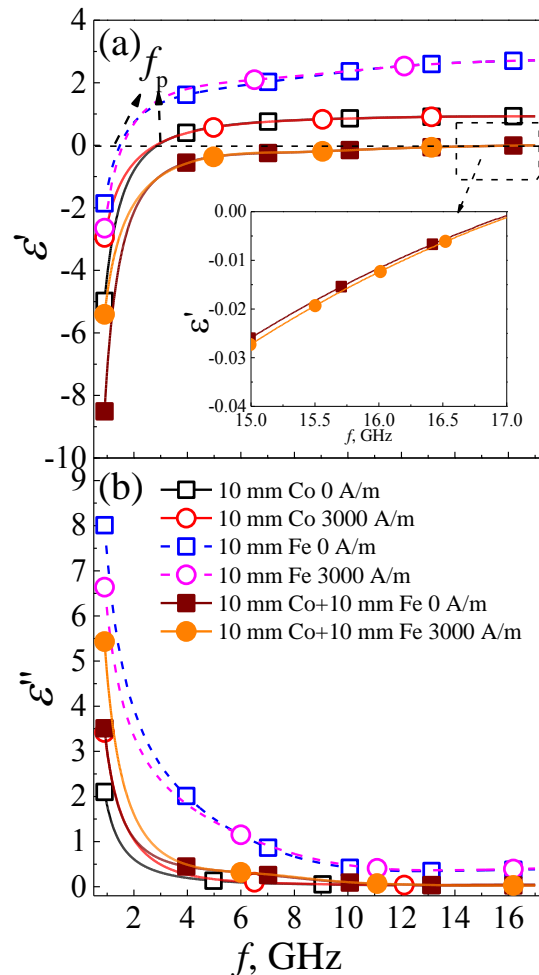 (a)
f_p
4
2
0
-2
-4
-6
-8
-10
ε'
0.00
-0.01
-0.02
-0.03
-0.04
ε'
15.0 15.5 16.0 16.5 17.0
f, GHz
(b)
10 mm Co 0 A/m
10 mm Co 3000 A/m
10 mm Fe 0 A/m
10 mm Fe 3000 A/m
10 mm Co+10 mm Fe 0 A/m
10 mm Co+10 mm Fe 3000 A/m
9
8
7
6
5
4
3
2
1
0
ε"
2 4 6 8 10 12 14 16
f, GHz